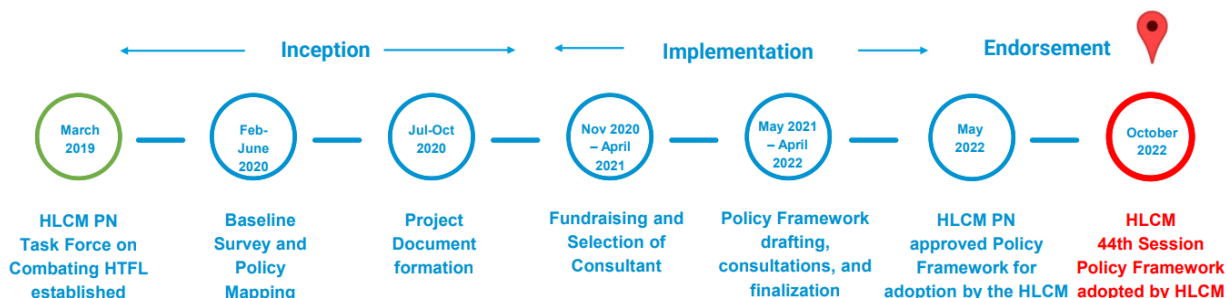 Inception
Implementation
Endorsement
March
2019
Feb-
June
2020
Jul-Oct
2020
Nov 2020
– April
2021
May 2021
– April
2022
May
2022
October
2022
HLCM PN
Task Force on
Combating HTFL
established
Baseline
Survey and
Policy
Mapping
Project
Document
formation
Fundraising and
Selection of
Consultant
Policy Framework
drafting,
consultations, and
finalization
HLCM PN
approved Policy
Framework for
adoption by the HLCM
HLCM
44th Session
Policy Framework
adopted by HLCM